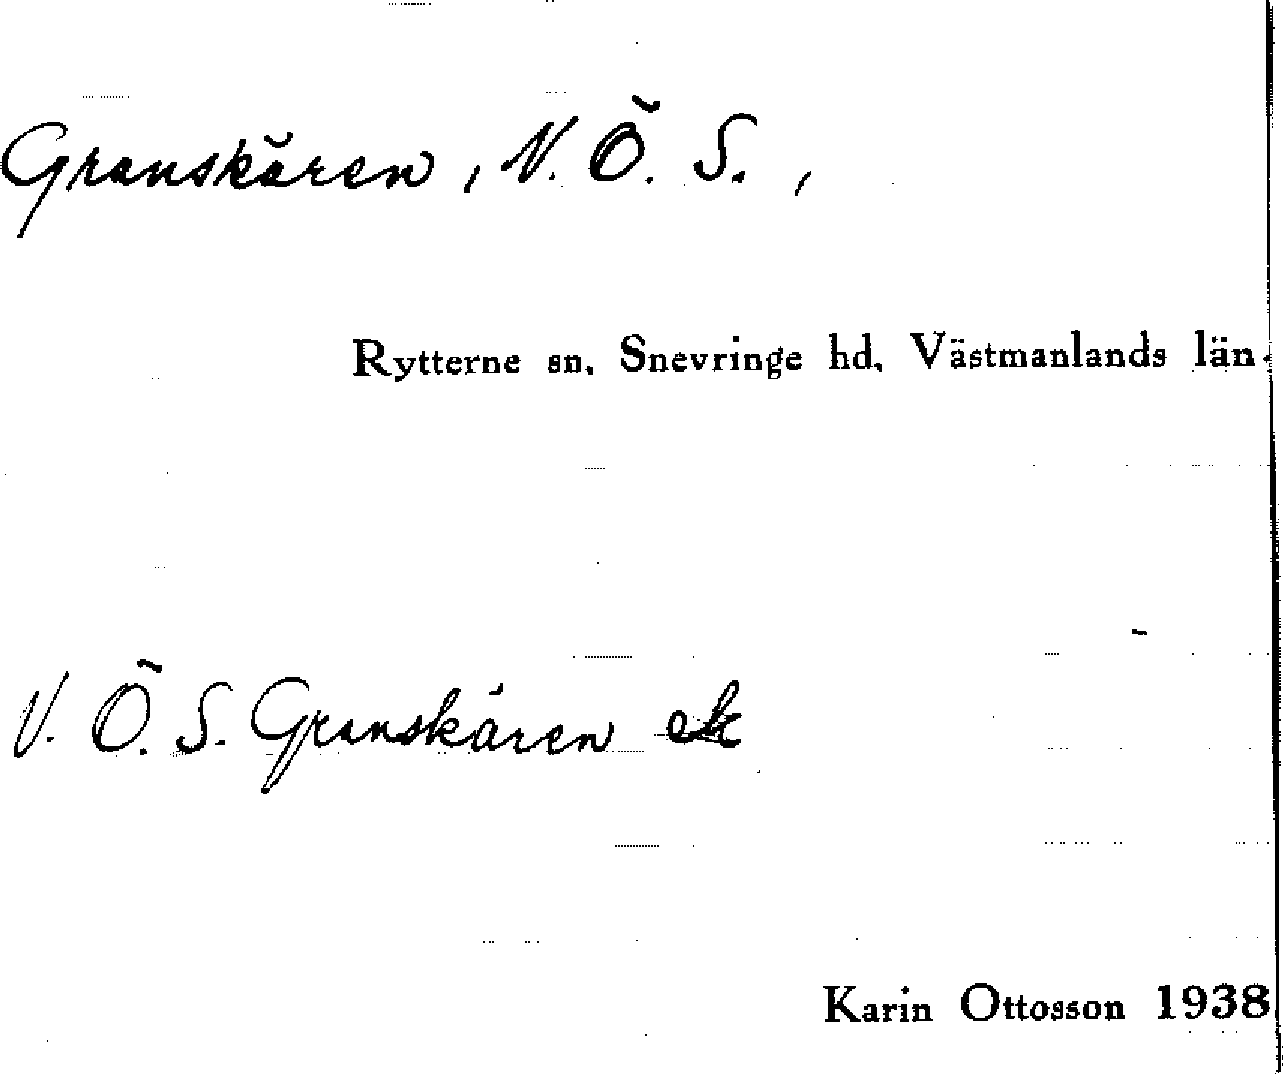 Granskären, V. Ö. S.,
Rytterne sn, Snevringe hd, Västmanlands län.
V. Ö. S. Granskären
Karin Ottosson 1938